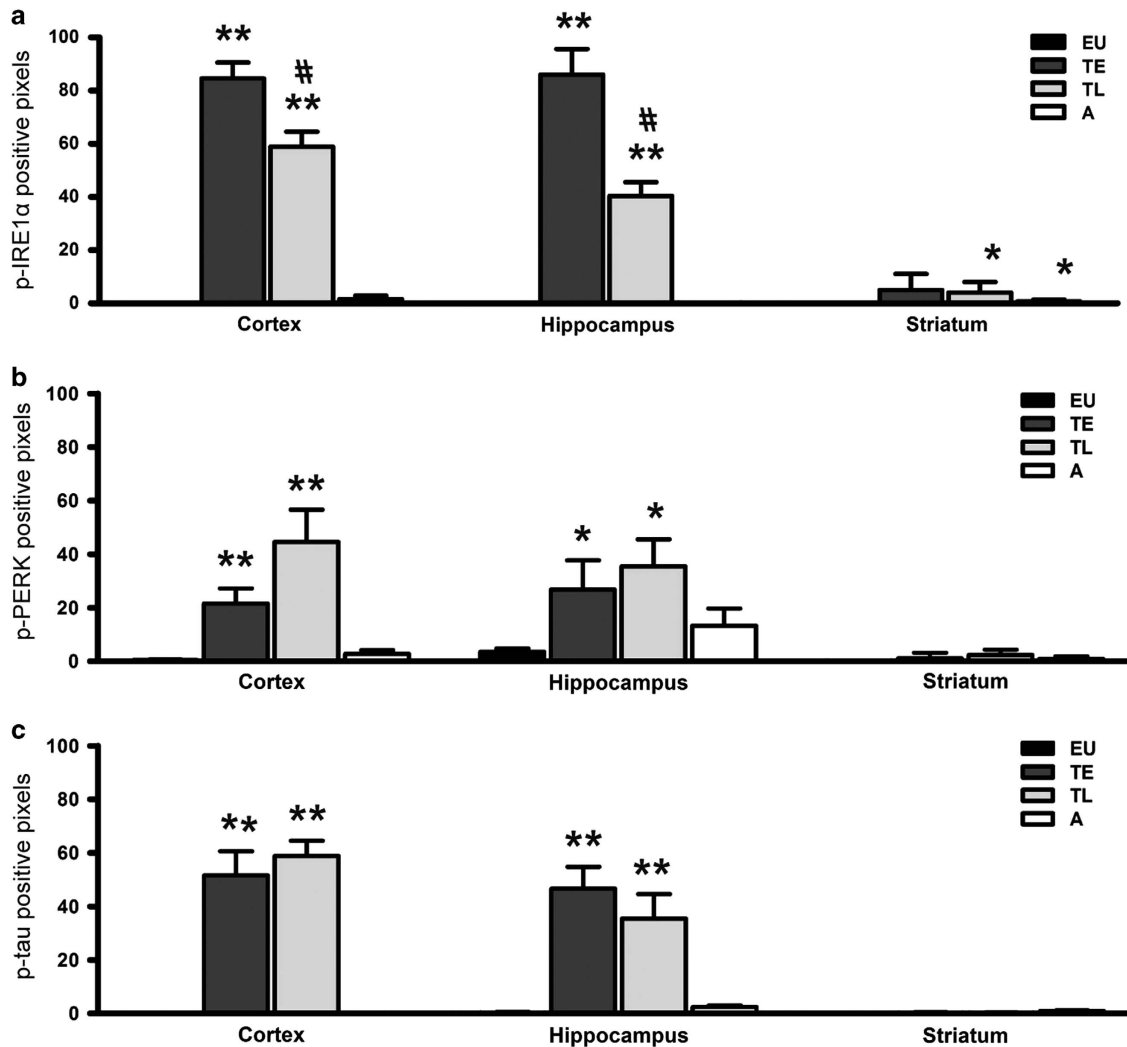 a
p-IRE1α positive pixels
100
80
60
40
20
0
** # ** ** # ** * *
EU
TE
TL
A
Cortex Hippocampus Striatum
b
p-PERK positive pixels
100
80
60
40
20
0
** ** * *
EU
TE
TL
A
Cortex Hippocampus Striatum
c
p-tau positive pixels
100
80
60
40
20
0
** ** ** **
EU
TE
TL
A
Cortex Hippocampus Striatum